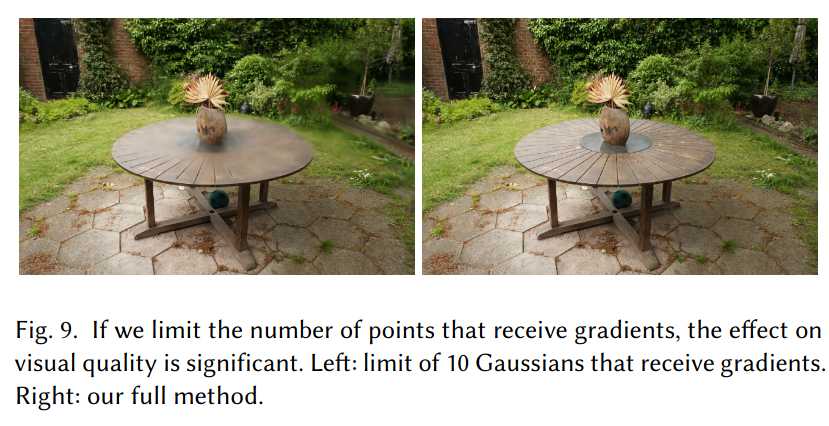 Fig. 9. If we limit the number of points that receive gradients, the effect on
visual quality is significant. Left: limit of 10 Gaussians that receive gradients.
Right: our full method.